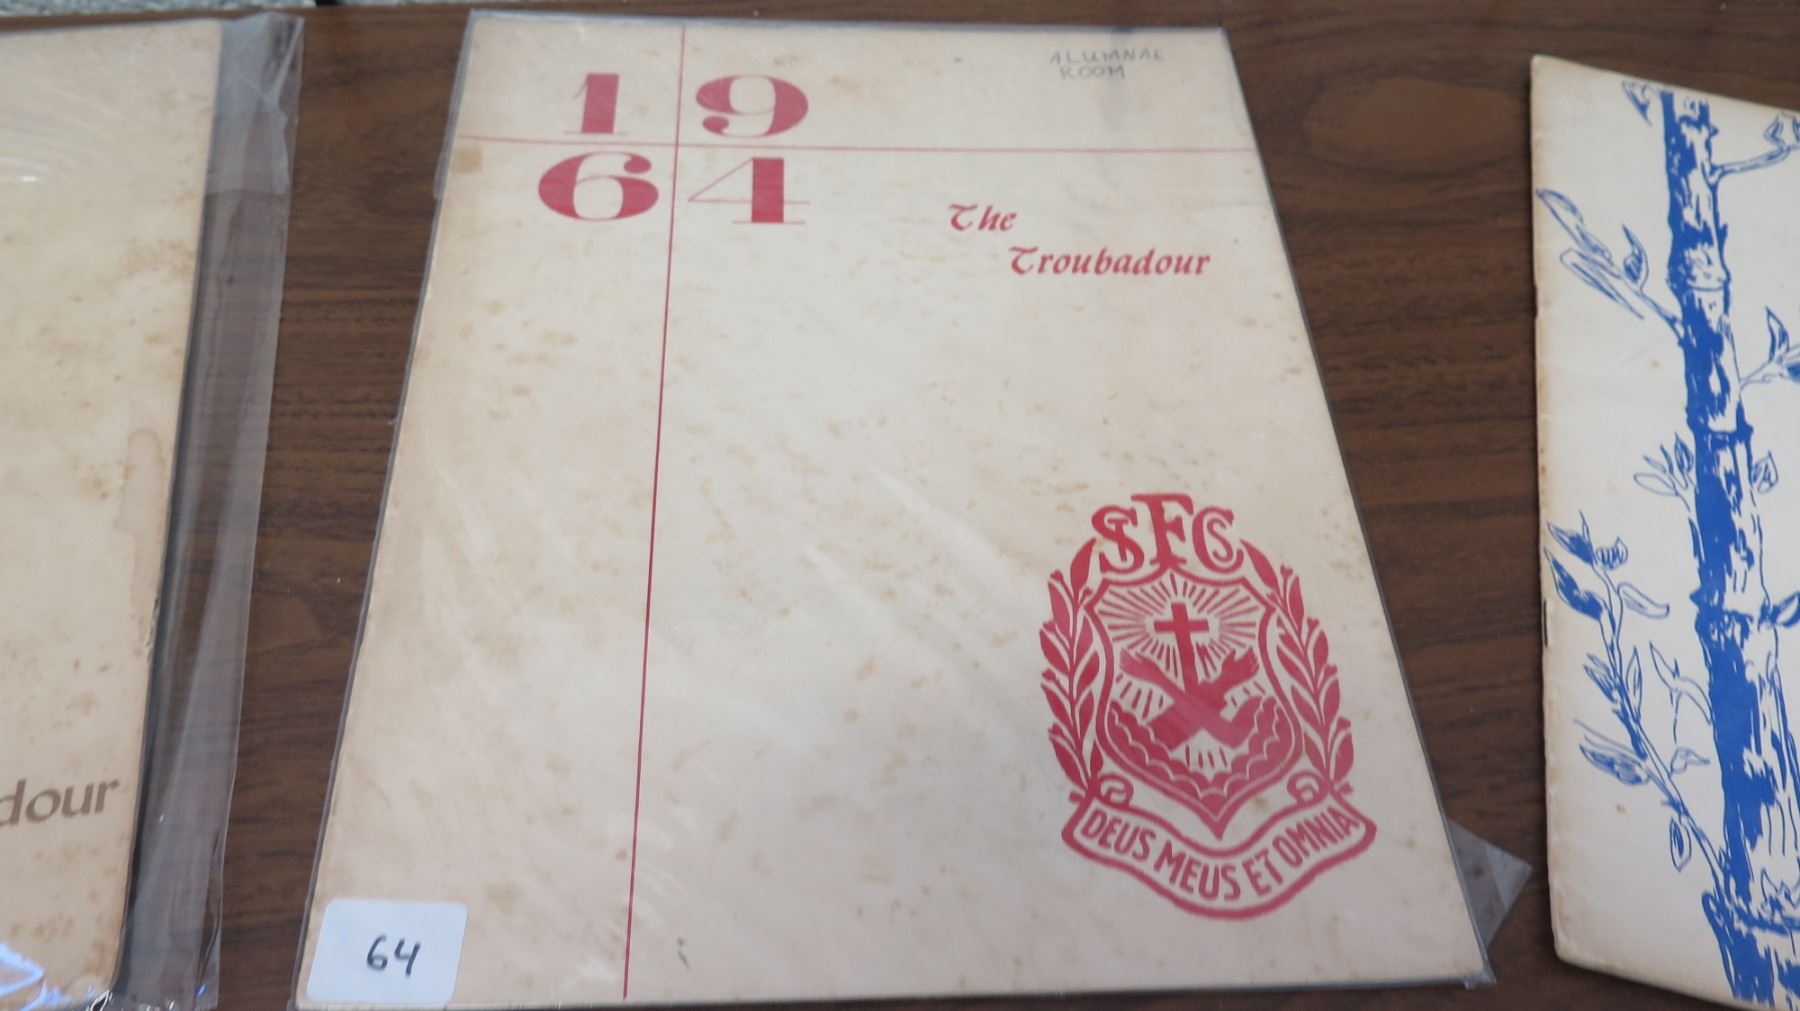 ALUMNAE
ROOM
19
64
The
Troubadour
SFC
DEUS MEUS ET OMNIA
64
dour